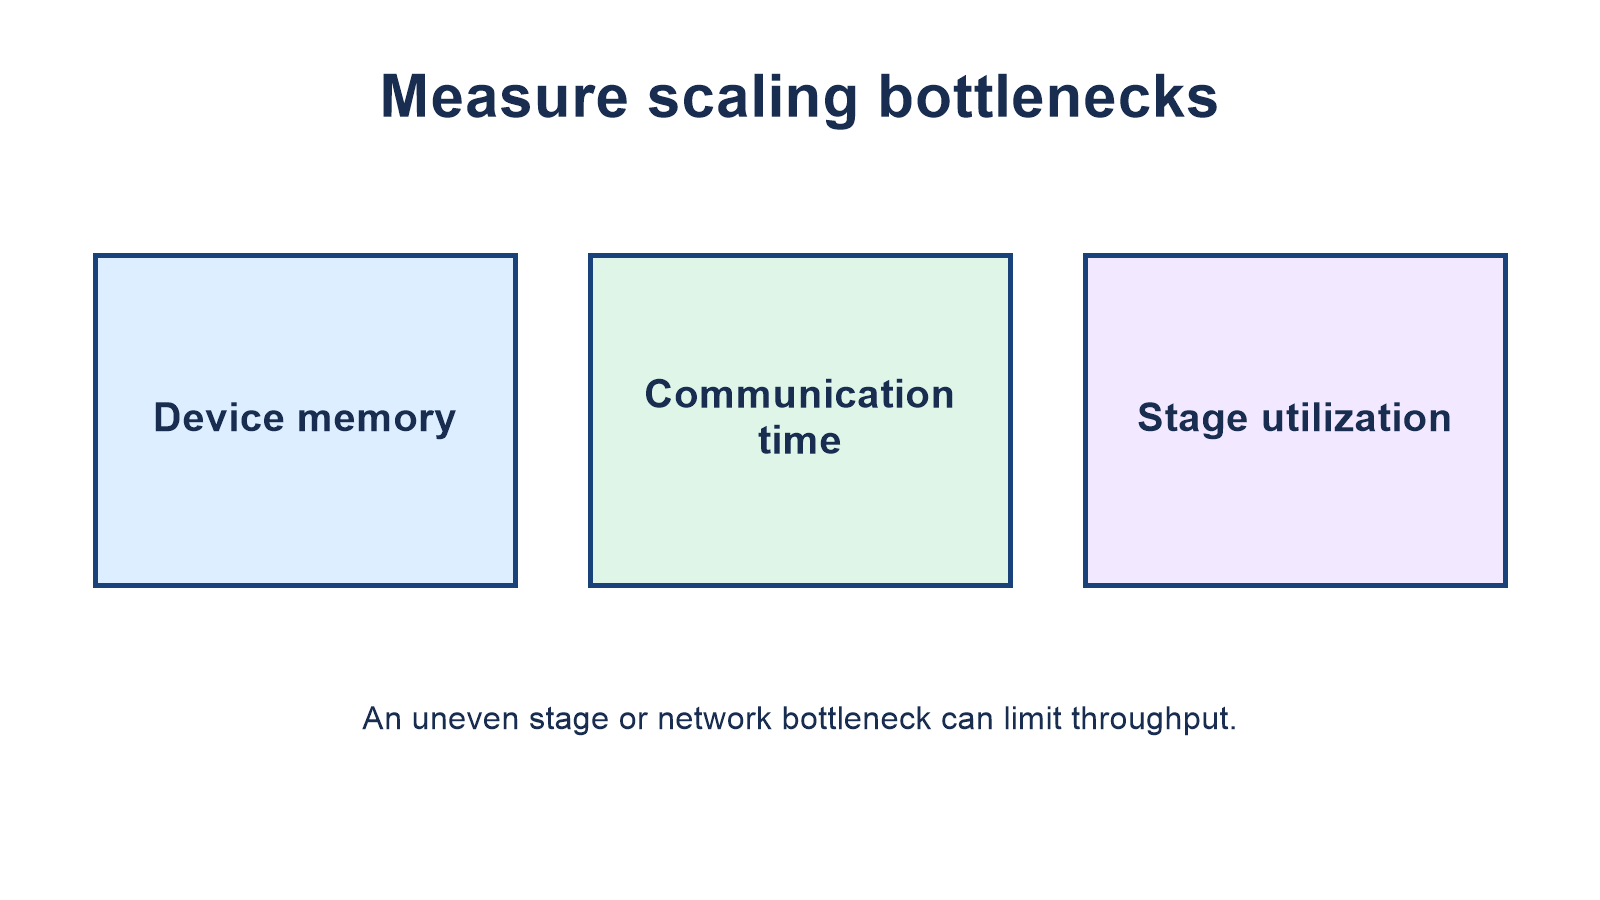 Measure scaling bottlenecks
Device memory
Communication
time
Stage utilization
An uneven stage or network bottleneck can limit throughput.